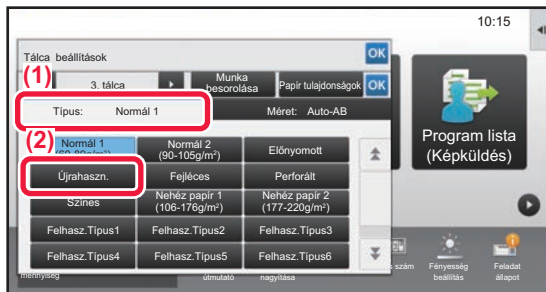 10:15
Tálca beállítások
OK
(1)
3. tálca
Munka
besorolása
Papír tulajdonságok
OK
Típus: Normál 1
Méret: Auto-AB
(2)
Normál 1
(60-89g/m²)
Normál 2
(90-105g/m²)
Előnyomott
Újrahaszn.
Fejléces
Perforált
Színes
Nehéz papír 1
(106-176g/m²)
Nehéz papír 2
(177-220g/m²)
Felhasz.Típus1
Felhasz.Típus2
Felhasz.Típus3
Felhasz.Típus4
Felhasz.Típus5
Felhasz.Típus6
Program lista
(Képküldés)
mennyiség
útmutató
nagyítása
szám
Fényesség
beállítás
Feladat
állapot